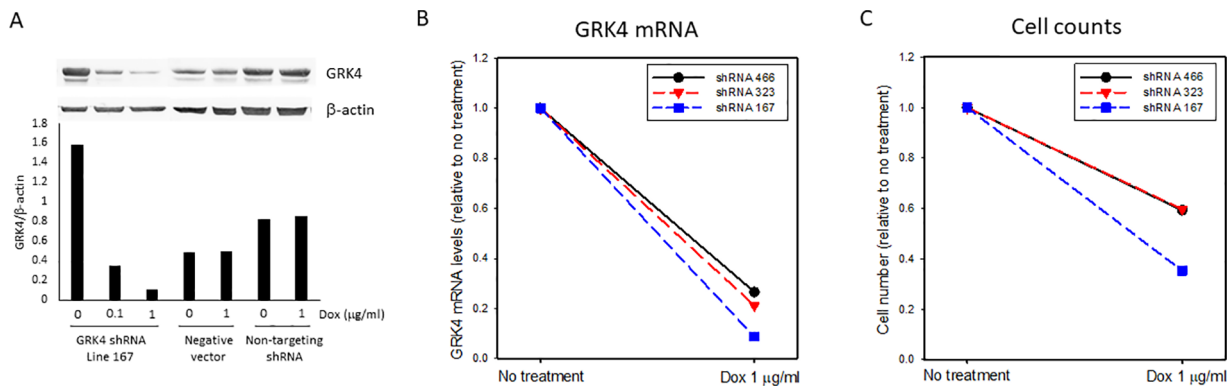 A
GRK4
β-actin
1.8
1.6
1.4
1.2
1
0.8
0.6
0.4
0.2
0
GRK4/β-actin
0 0.1 1 0 1 0 1 Dox (µg/ml)
GRK4 shRNA
Line 167
Negative
vector
Non-targeting
shRNA
B
GRK4 mRNA
1.2
1.0
0.8
0.6
0.4
0.2
0.0
GRK4 mRNA levels (relative to no treatment)
shRNA 466
shRNA 323
shRNA 167
No treatment Dox 1 µg/ml
C
Cell counts
1.2
1.0
0.8
0.6
0.4
0.2
0.0
Cell number (relative to no treatment)
shRNA 466
shRNA 323
shRNA 167
No treatment Dox 1 µg/ml